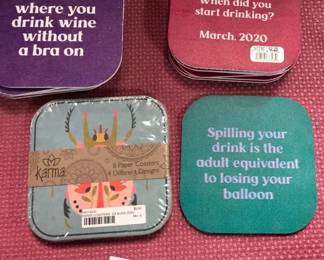 where you
drink wine
without
a bra on
when did you
start drinking?
March. 2020
karma
8 Paper Coasters
4 Different Designs
Spilling your
drink is the
adult equivalent
to losing your
balloon